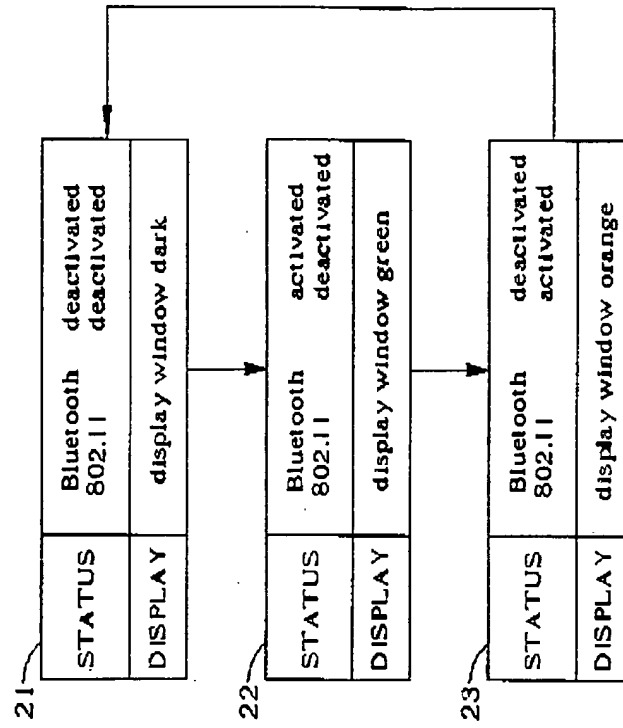 21
STATUS Bluetooth deactivated
802.11 deactivated
DISPLAY display window dark
22
STATUS Bluetooth activated
802.11 deactivated
DISPLAY display window green
23
STATUS Bluetooth deactivated
802.11 activated
DISPLAY display window orange